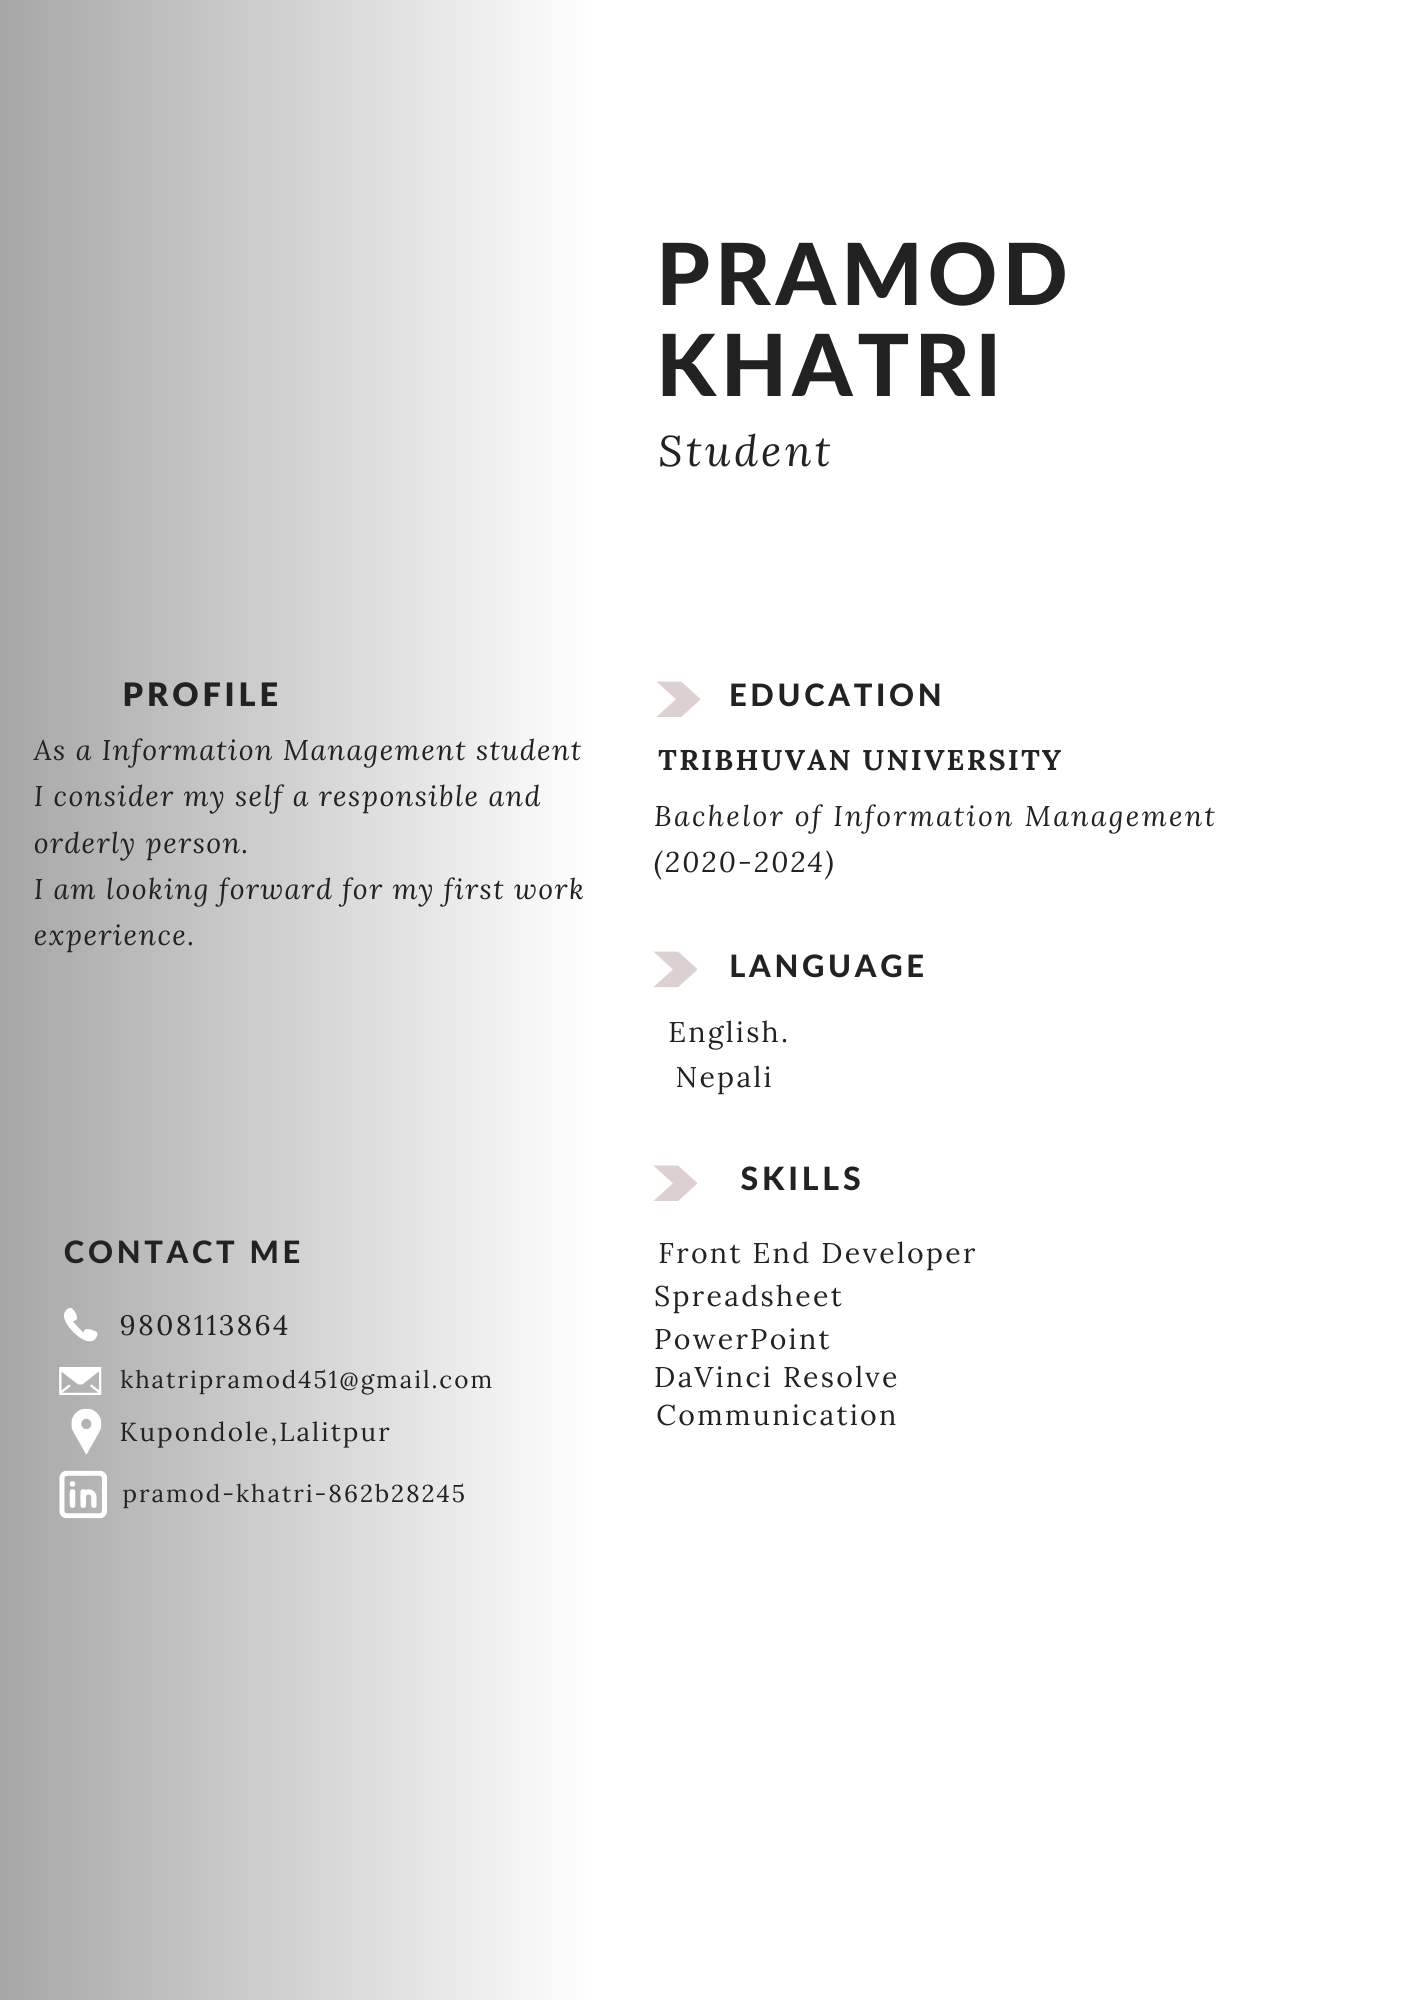 PRAMOD
KHATRI
Student
PROFILE
As a Information Management student
I consider my self a responsible and
orderly person.
I am looking forward for my first work
experience.
CONTACT ME
9808113864
khatripramod451@gmail.com
Kupondole,Lalitpur
in
pramod-khatri-862b28245
EDUCATION
TRIBHUVAN UNIVERSITY
Bachelor of Information Management
(2020-2024)
LANGUAGE
English.
Nepali
SKILLS
Front End Developer
Spreadsheet
PowerPoint
DaVinci Resolve
Communication